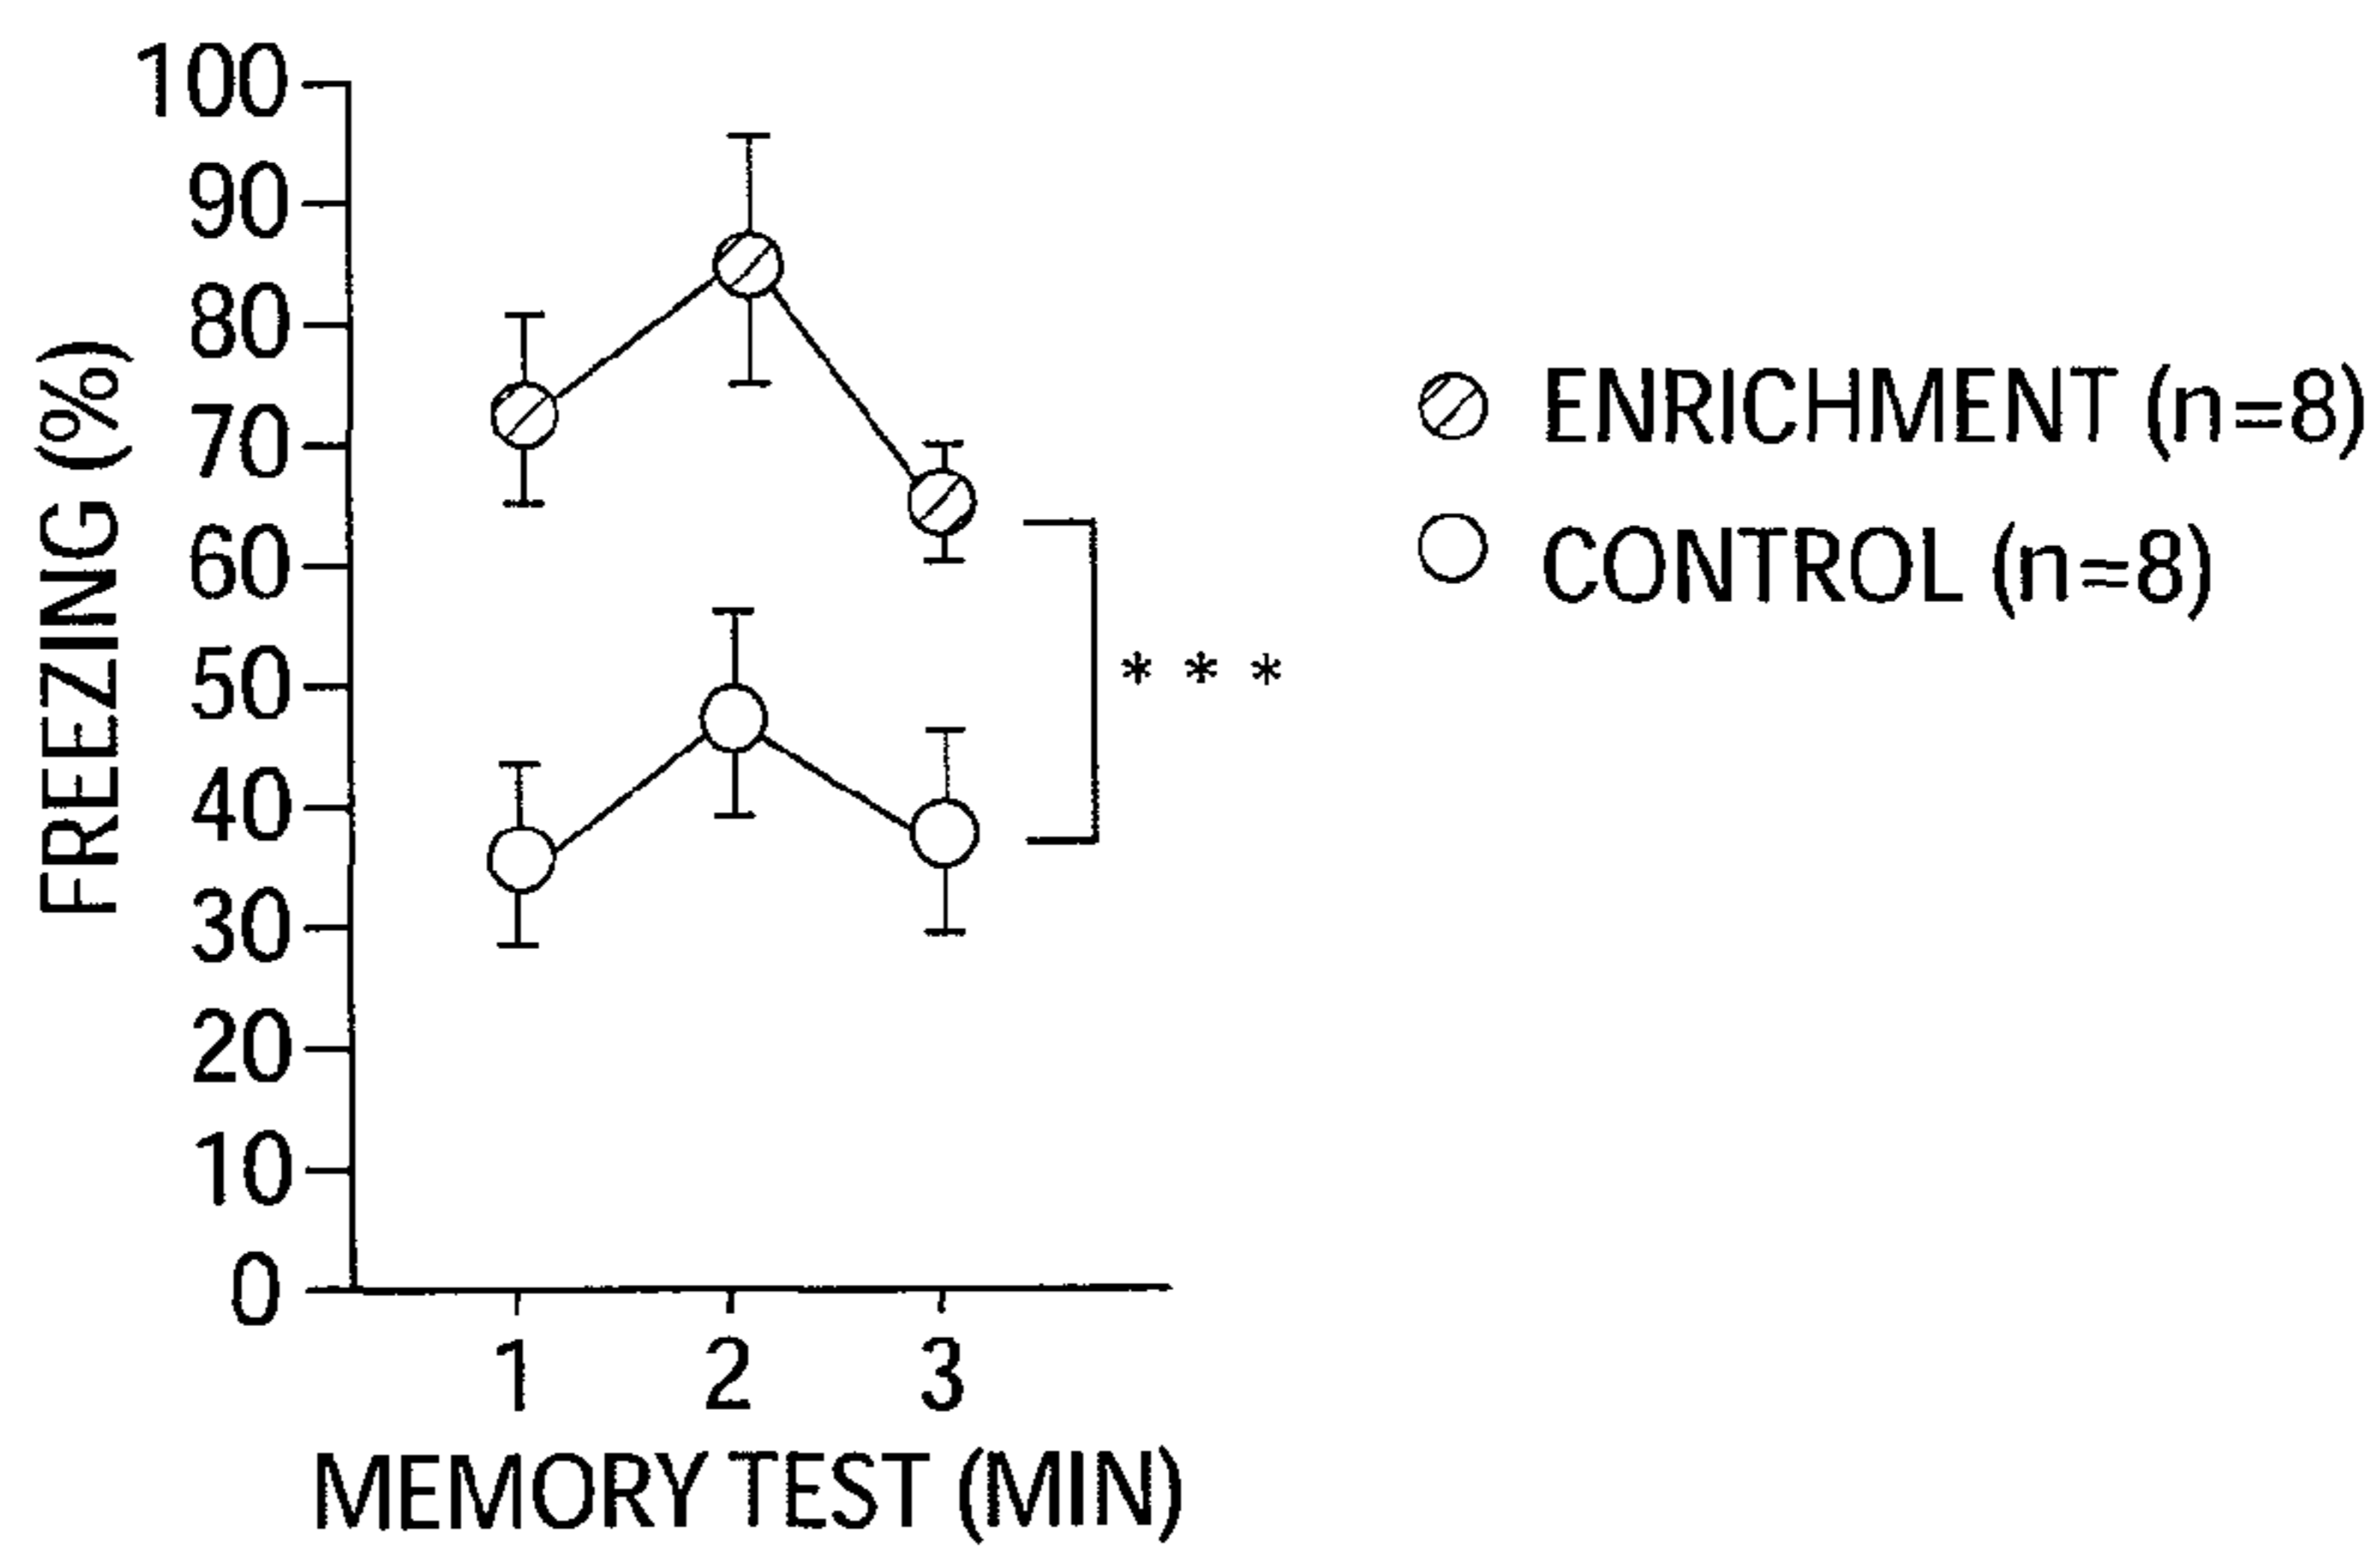 100
90
80
70
60
50
40
30
20
10
0
FREEZING (%)
1 2 3
MEMORY TEST (MIN)
* * *
ENRICHMENT (n=8)
CONTROL (n=8)